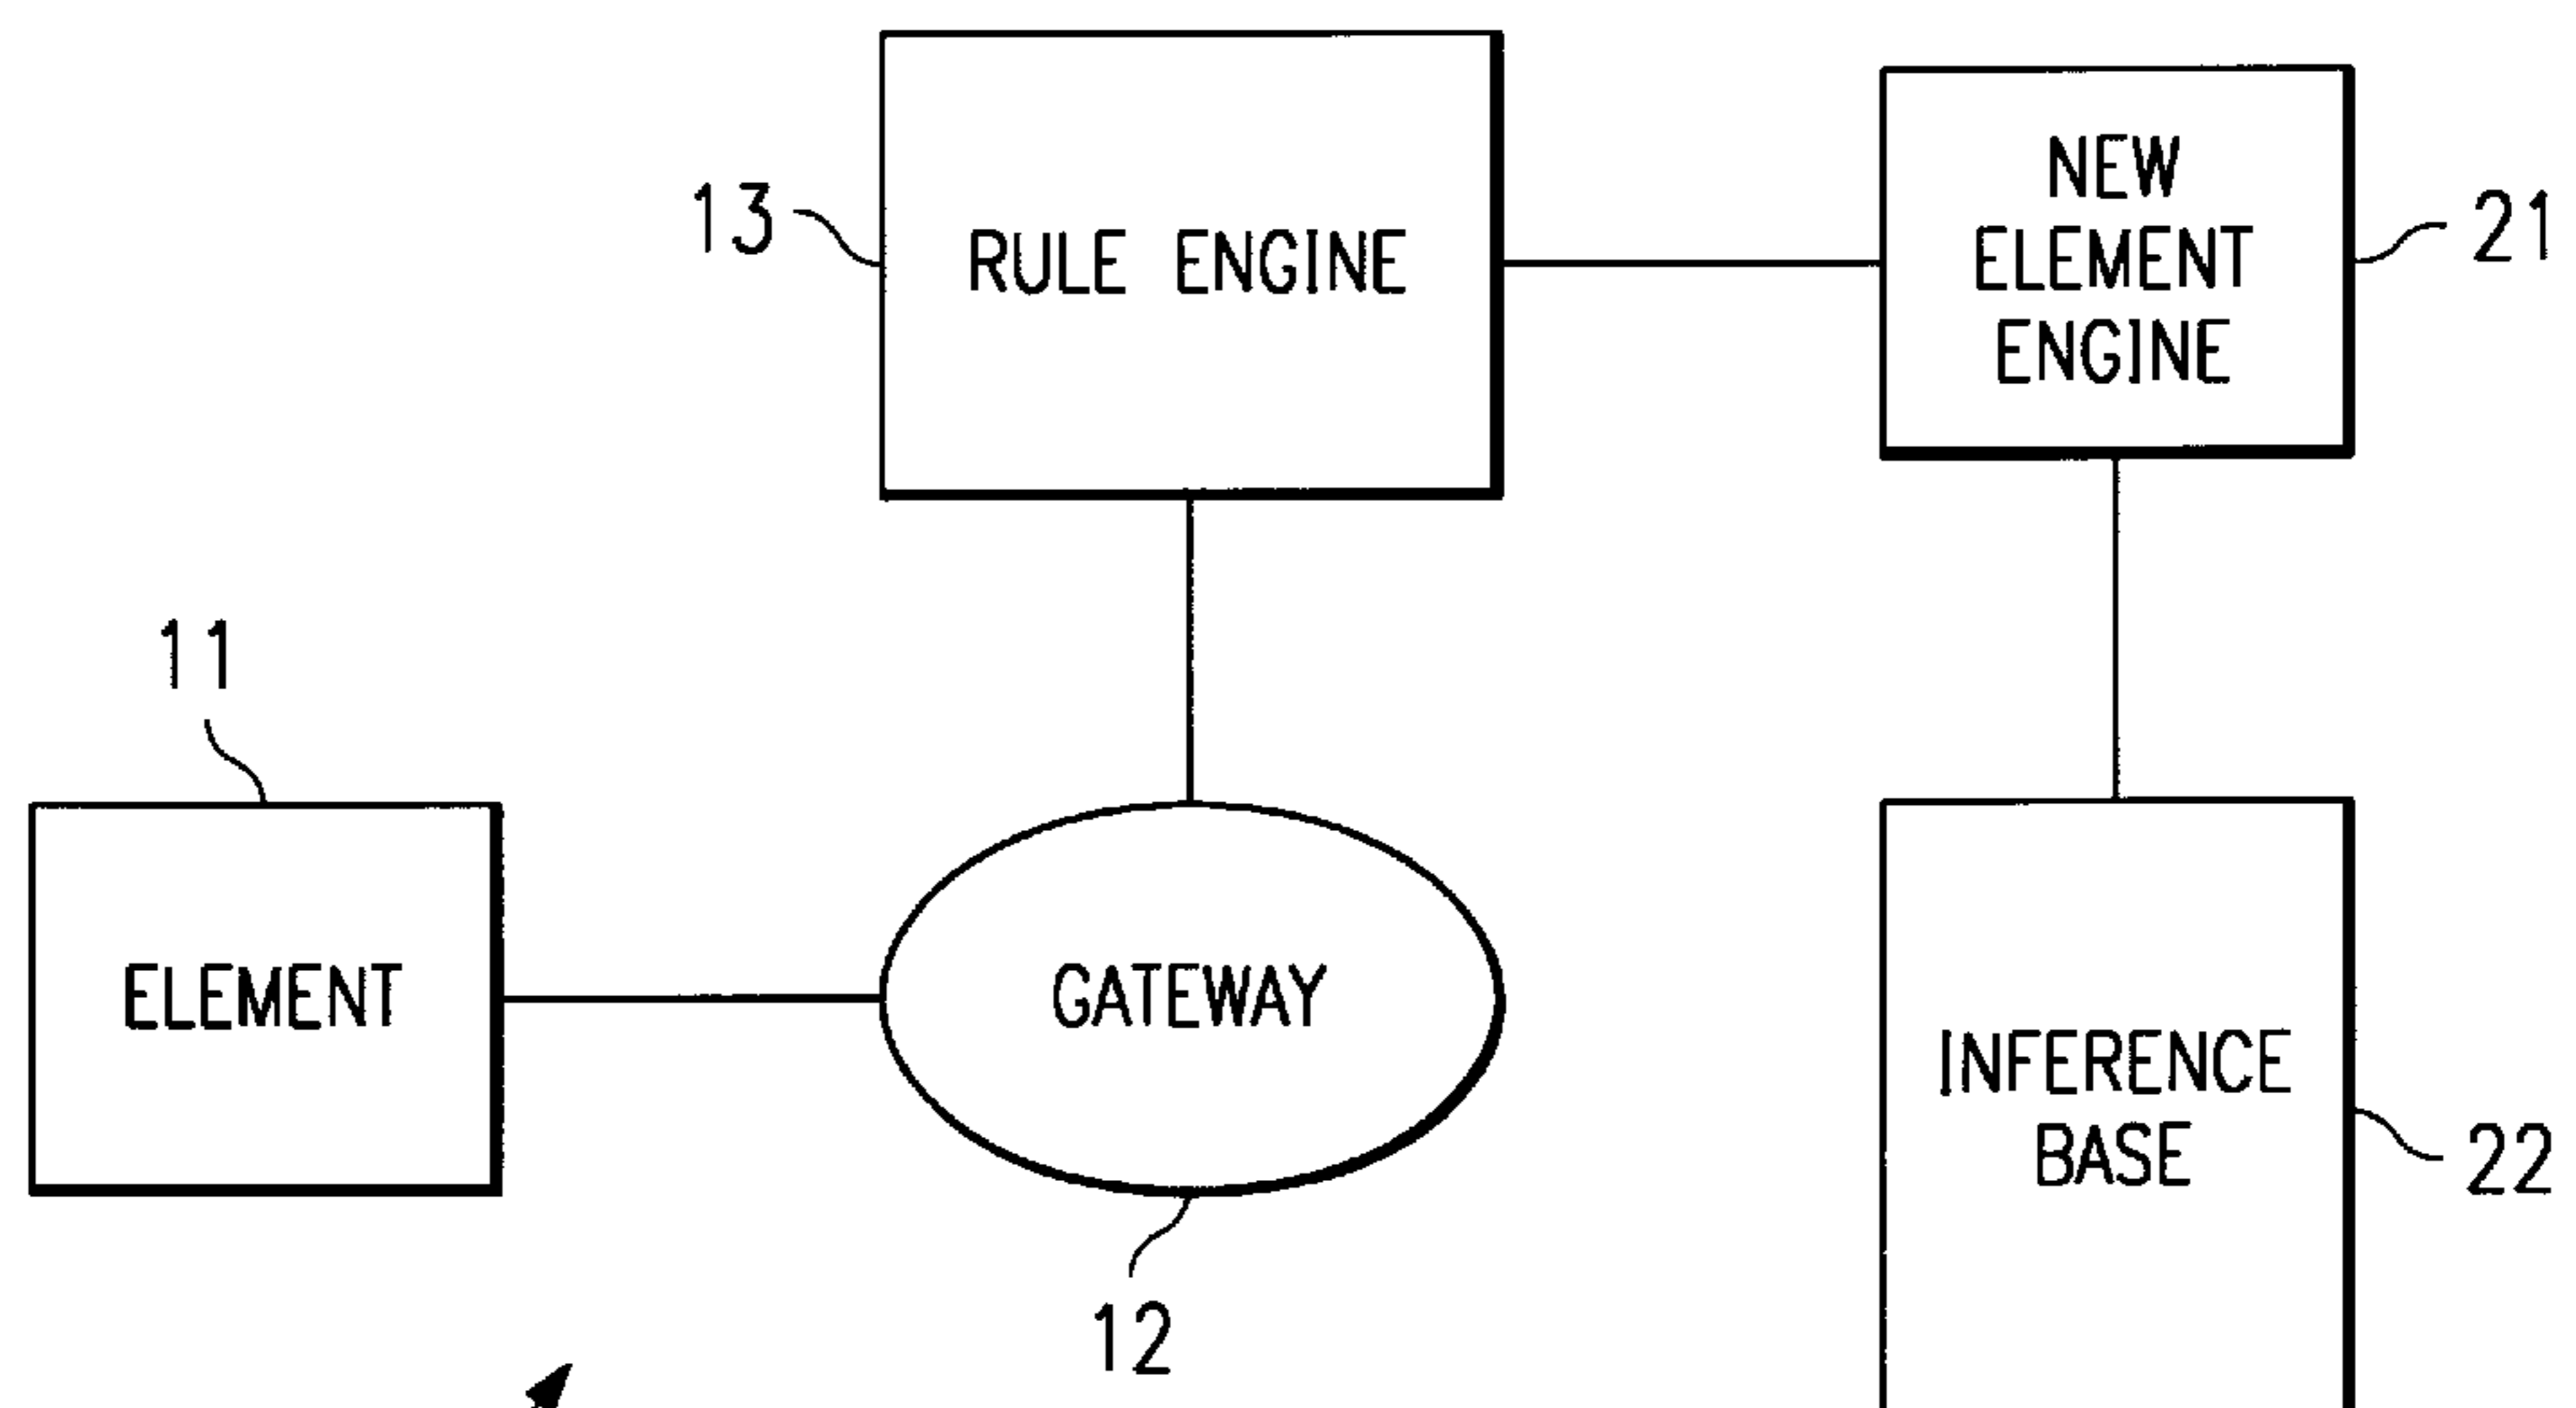 13
RULE ENGINE
NEW
ELEMENT
ENGINE
21
11
ELEMENT
GATEWAY
12
INFERENCE
BASE
22